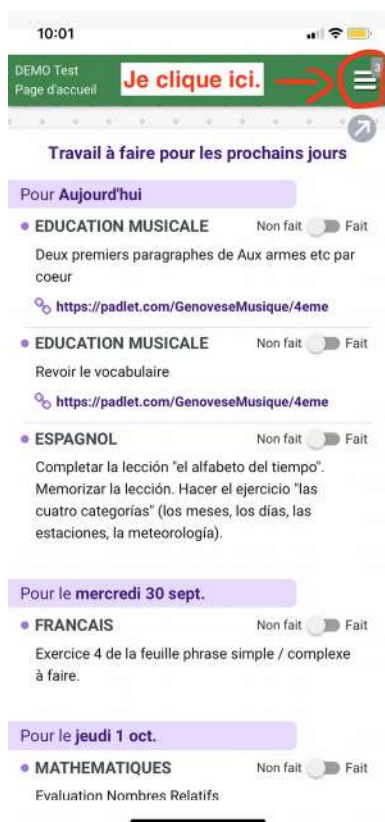 10:01
DEMO Test
Page d'accueil
Je clique ici.
3
Travail à faire pour les prochains jours
Pour Aujourd'hui
EDUCATION MUSICALE Non fait Fait
Deux premiers paragraphes de Aux armes etc par
coeur
https://padlet.com/GenoveseMusique/4eme
EDUCATION MUSICALE Non fait Fait
Revoir le vocabulaire
https://padlet.com/GenoveseMusique/4eme
ESPAGNOL Non fait Fait
Completar la lección "el alfabeto del tiempo".
Memorizar la lección. Hacer el ejercicio "las
cuatro categorías" (los meses, los días, las
estaciones, la meteorología).
Pour le mercredi 30 sept.
FRANCAIS Non fait Fait
Exercice 4 de la feuille phrase simple / complexe
à faire.
Pour le jeudi 1 oct.
MATHEMATIQUES Non fait Fait
Evaluation Nombres Relatifs